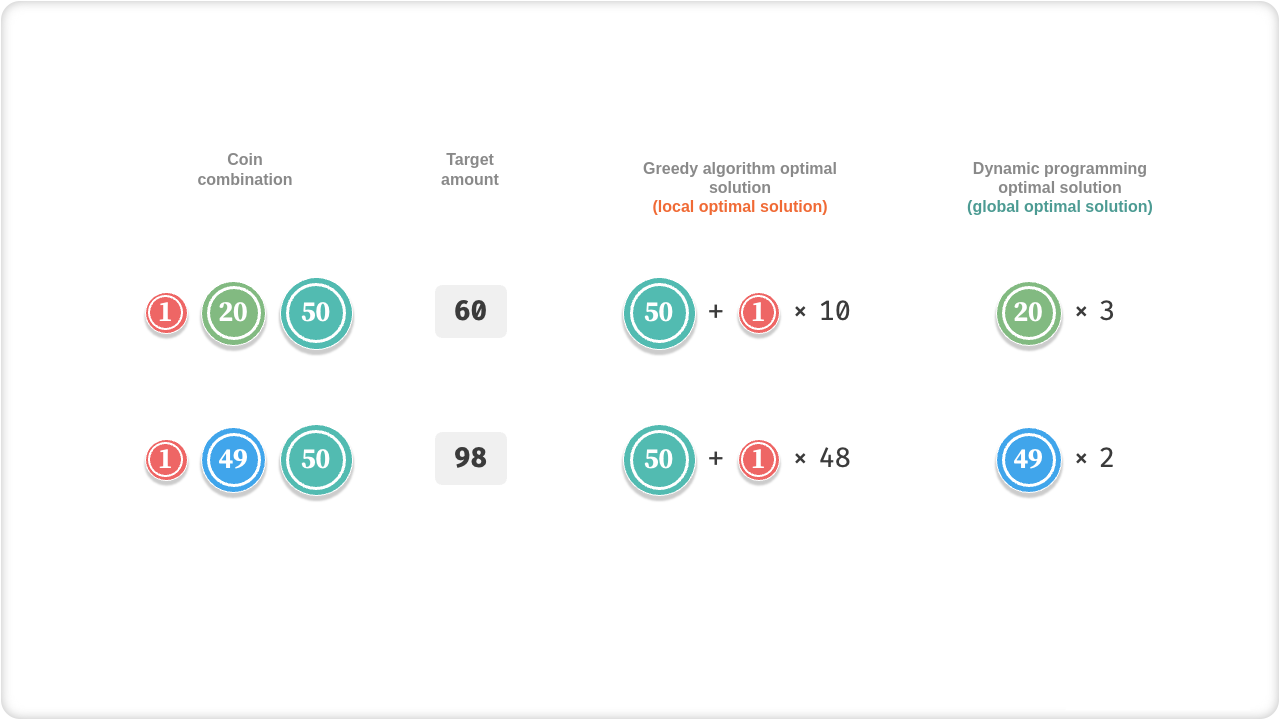 Coin
combination
Target
amount
Greedy algorithm optimal
solution
(local optimal solution)
Dynamic programming
optimal solution
(global optimal solution)
1 20 50 60 50 + 1 × 10 20 × 3
1 49 50 98 50 + 1 × 48 49 × 2